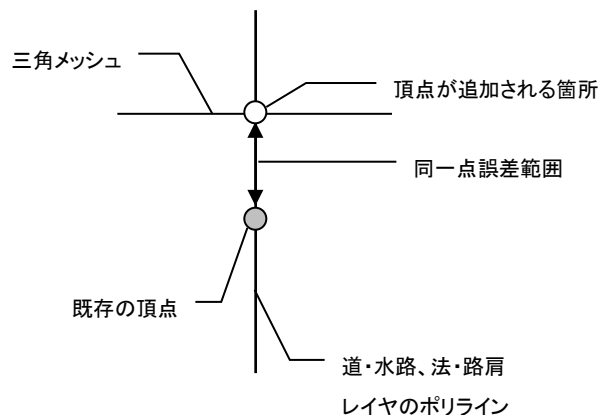 三角メッシュ
頂点が追加される箇所
同一点誤差範囲
既存の頂点
道・水路、法・路肩
レイヤのポリライン